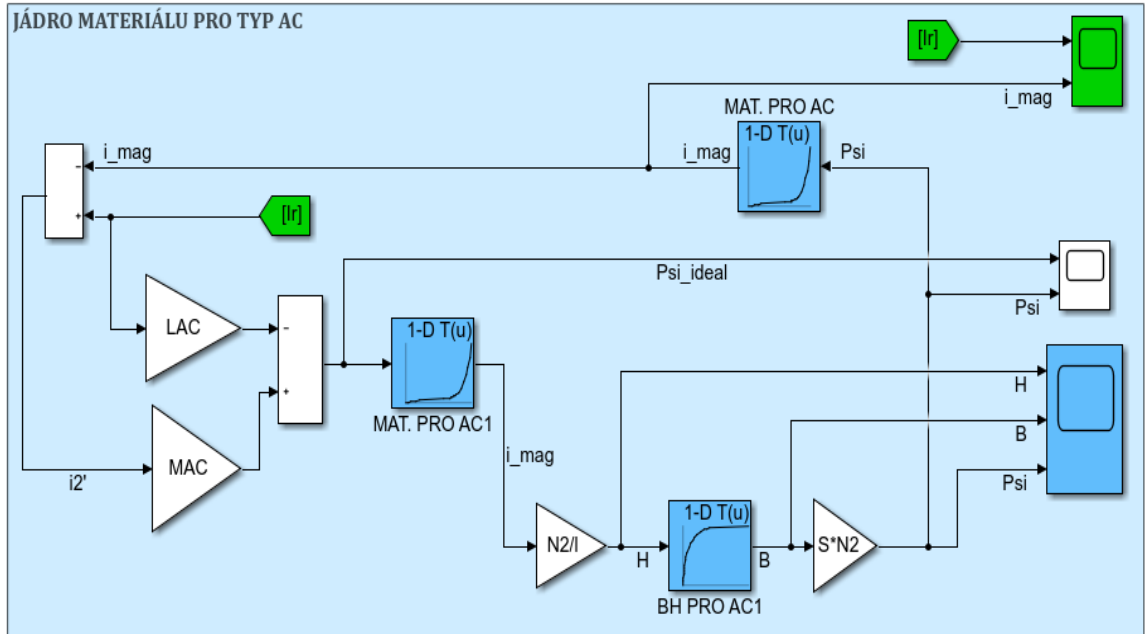 JÁDRO MATERIÁLU PRO TYP AC
[Ir]
i_mag
MAT. PRO AC
1-D T(u)
i_mag
i_mag
Psi
-
+
[Ir]
Psi_ideal
Psi
LAC
-
+
1-D T(u)
MAT. PRO AC1
i_mag
MAC
i2'
H
B
Psi
N2/l
H
1-D T(u)
B
S*N2
BH PRO AC1